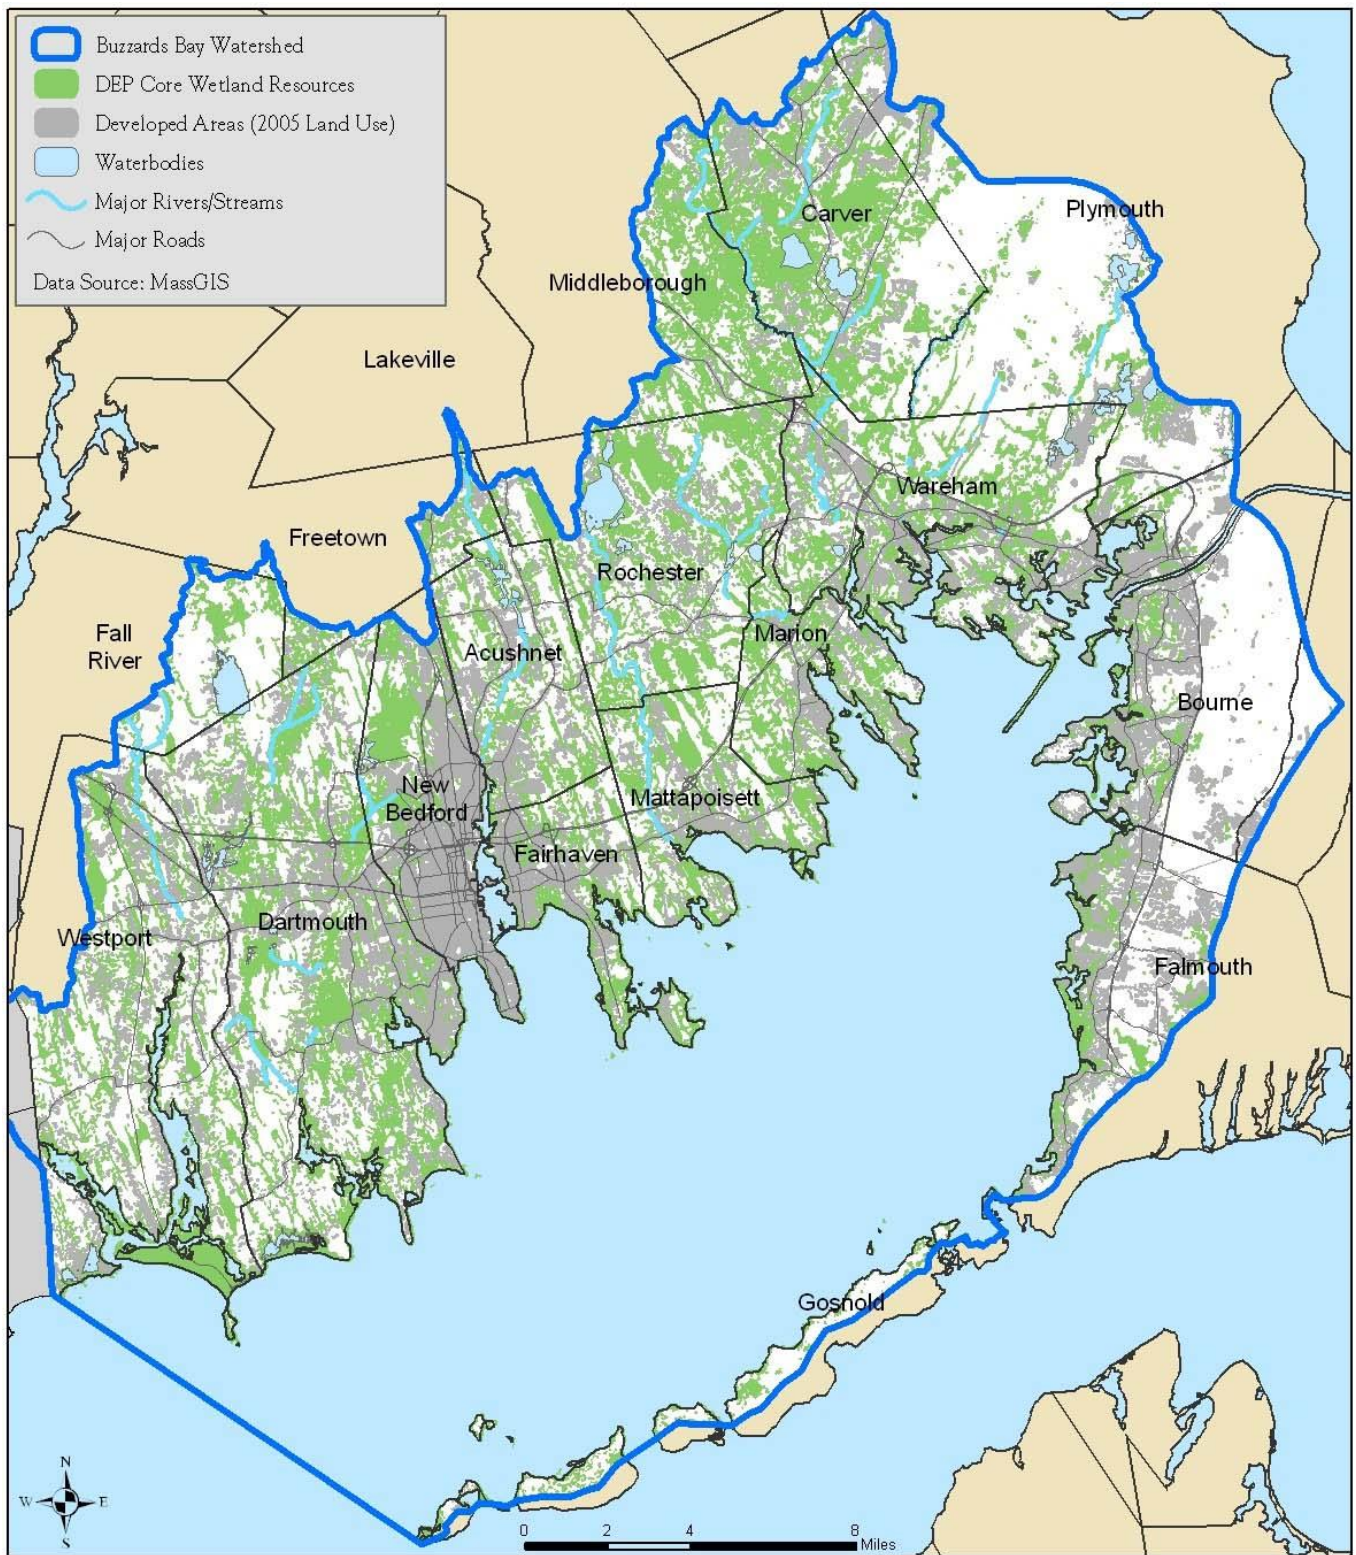 Buzzards Bay Watershed
DEP Core Wetland Resources
Developed Areas (2005 Land Use)
Waterbodies
Major Rivers/Streams
Major Roads
Data Source: MassGIS
Plymouth
Carver
Middleborough
Lakeville
Wareham
Freetown
Rochester
Fall
River
Marion
Acushnet
Bourne
New
Bedford
Mattapoisett
Fairhaven
Dartmouth
Westport
Falmouth
Gosnold
N
W E
S
0 2 4 8
Miles